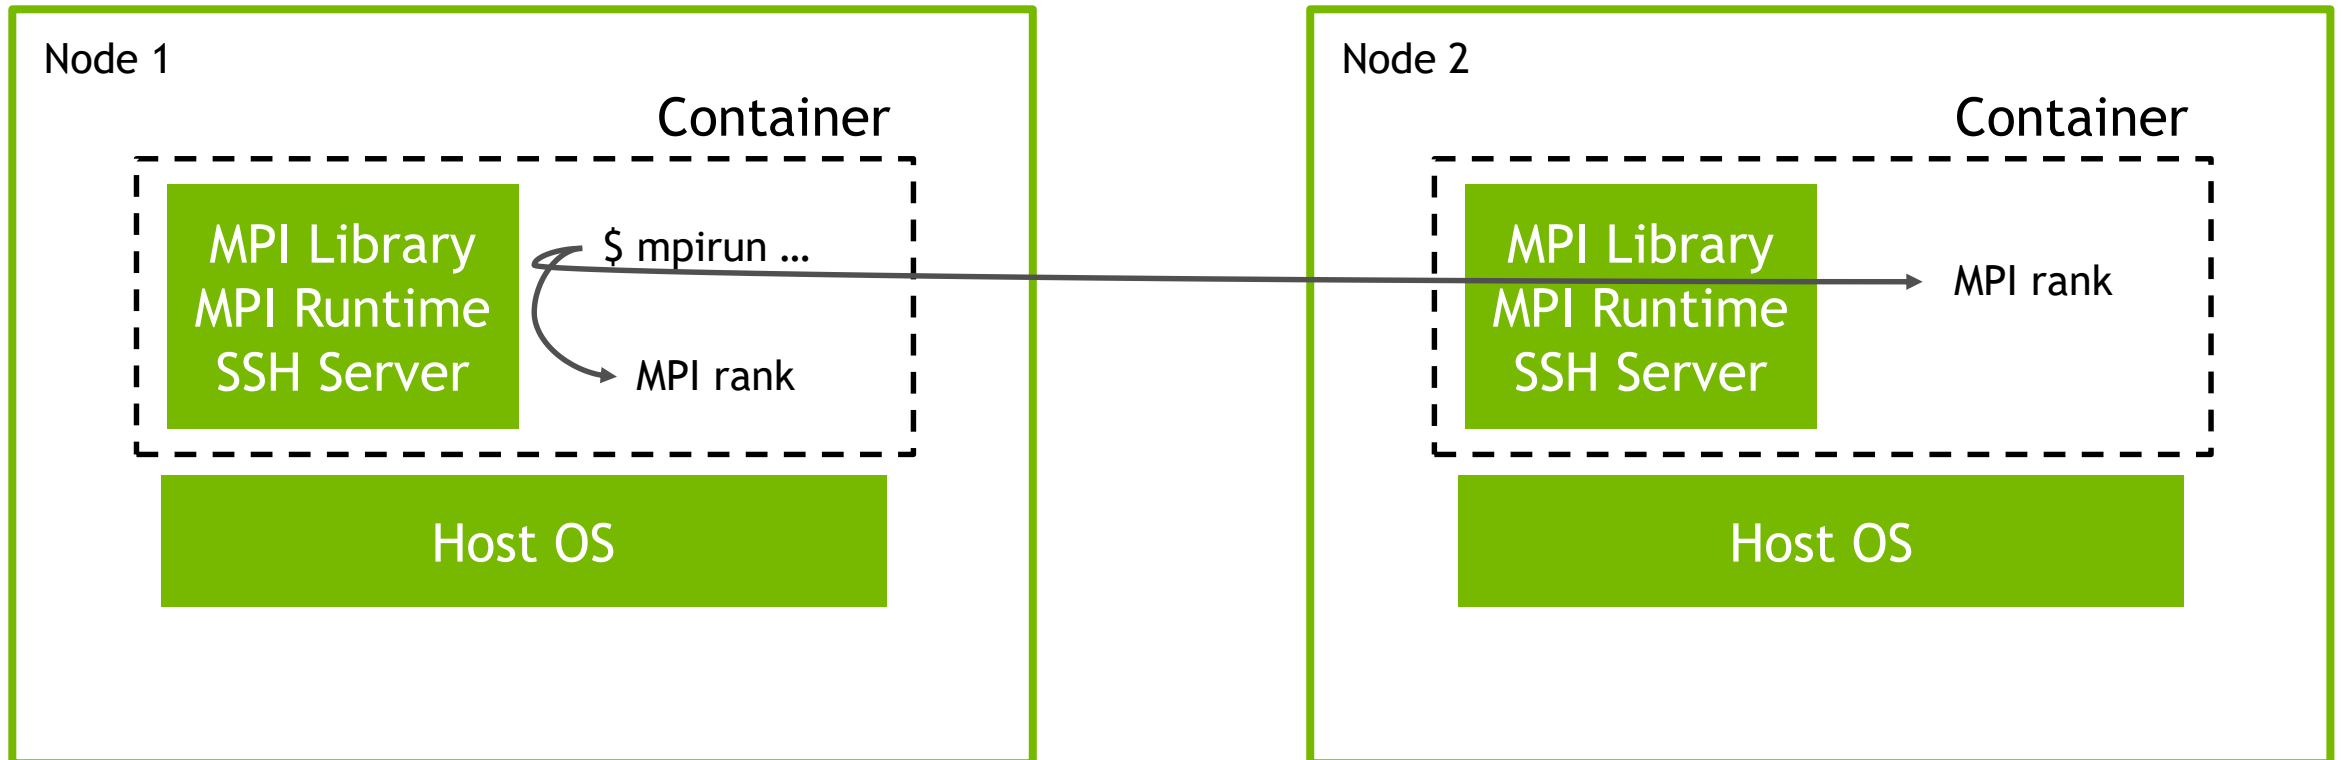 Node 1
Container
MPI Library
MPI Runtime
SSH Server
$ mpirun …
MPI rank
Host OS
Node 2
Container
MPI Library
MPI Runtime
SSH Server
MPI rank
Host OS